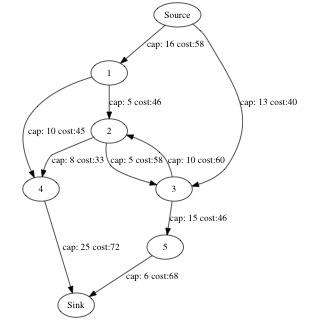 Source
cap: 16 cost:58
1
cap: 5 cost:46
cap: 13 cost:40
cap: 10 cost:45
2
cap: 8 cost:33
cap: 5 cost:58
cap: 10 cost:60
4
3
cap: 15 cost:46
5
cap: 25 cost:72
cap: 6 cost:68
Sink